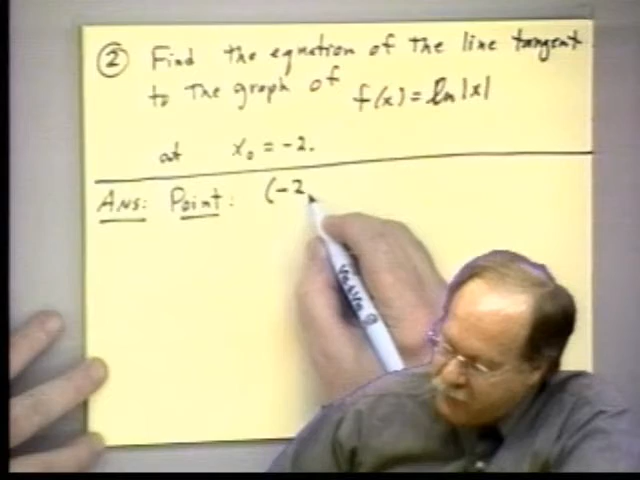 ② Find the equation of the line tangent
to the graph of f(x) = ln|x|
at x₀ = -2.
Ans: Point: (-2,